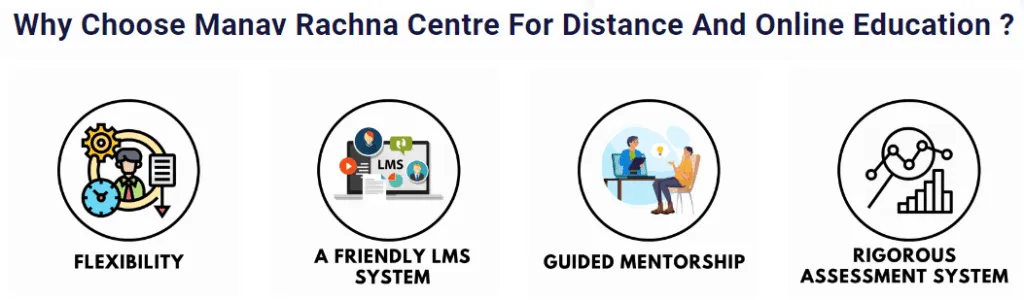 Why Choose Manav Rachna Centre For Distance And Online Education ?
LMS
FLEXIBILITY
A FRIENDLY LMS
SYSTEM
GUIDED MENTORSHIP
RIGOROUS
ASSESSMENT SYSTEM